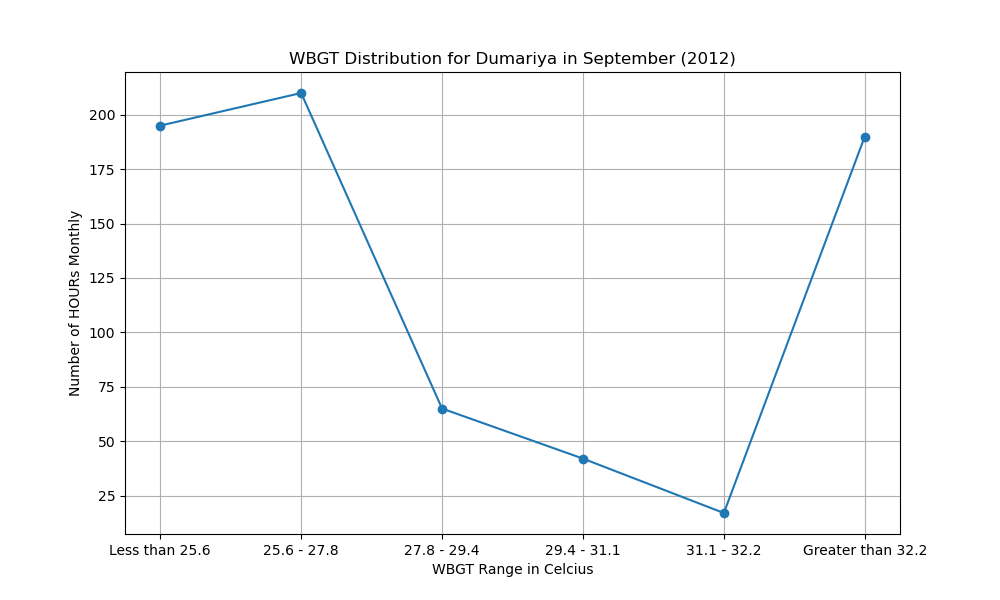 WBGT Distribution for Dumariya in September (2012)
Number of HOURs Monthly
200
175
150
125
100
75
50
25
Less than 25.6 25.6 - 27.8 27.8 - 29.4 29.4 - 31.1 31.1 - 32.2 Greater than 32.2
WBGT Range in Celcius